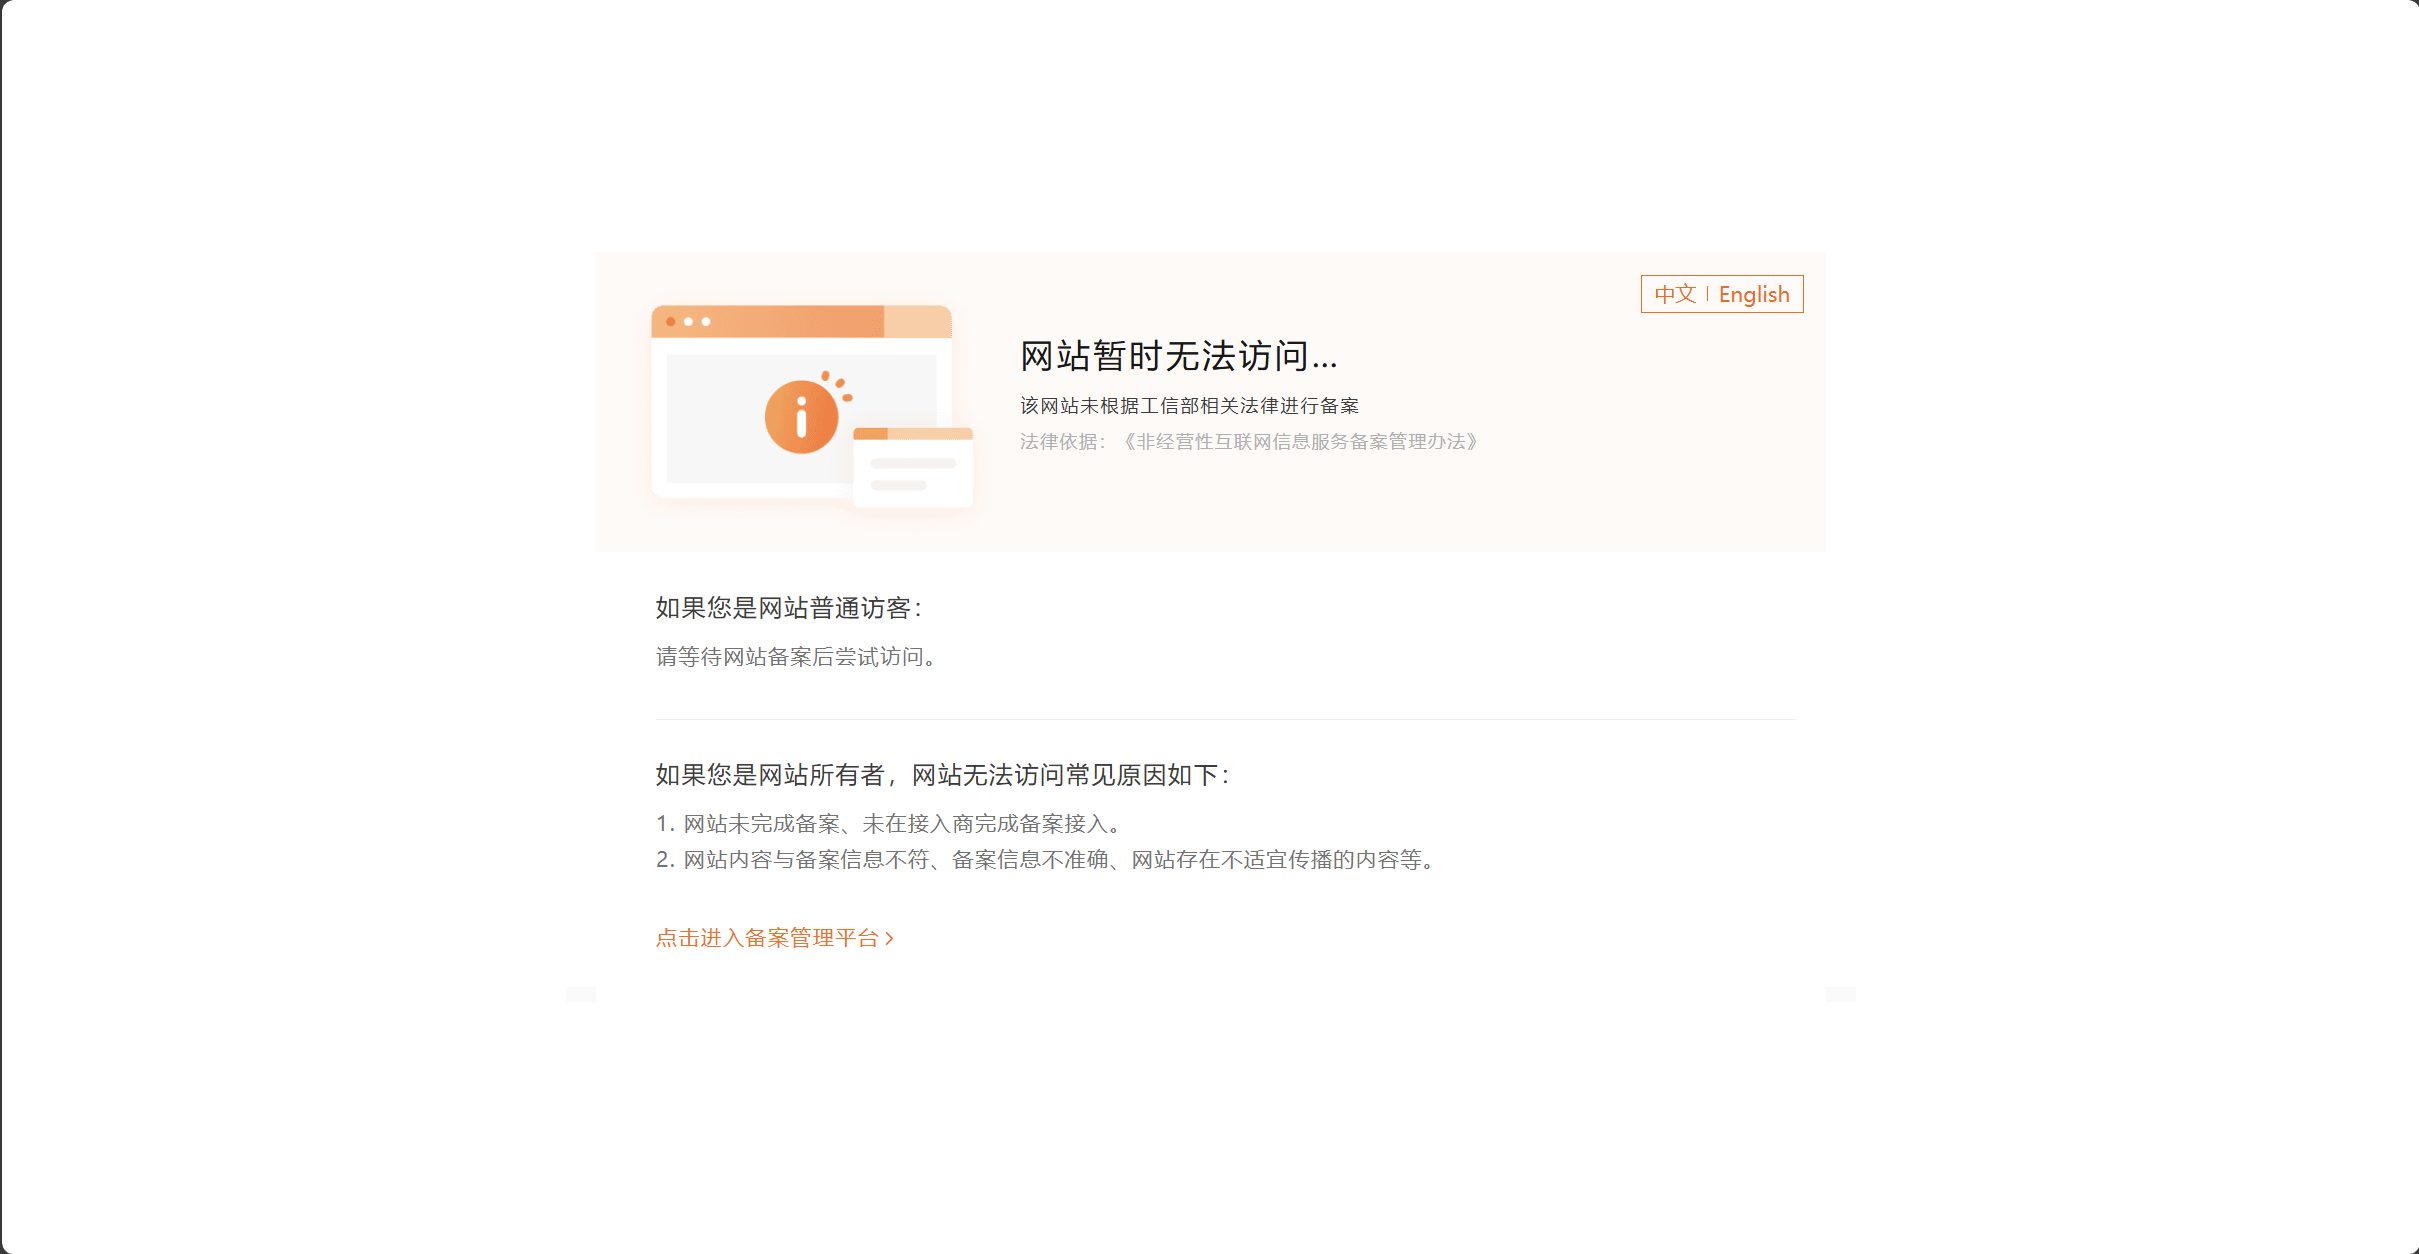 中文 | English
网站暂时无法访问...
该网站未根据工信部相关法律进行备案
法律依据：《非经营性互联网信息服务备案管理办法》
如果您是网站普通访客：
请等待网站备案后尝试访问。
如果您是网站所有者，网站无法访问常见原因如下：
1. 网站未完成备案、未在接入商完成备案接入。
2. 网站内容与备案信息不符、备案信息不准确、网站存在不适宜传播的内容等。
点击进入备案管理平台 >